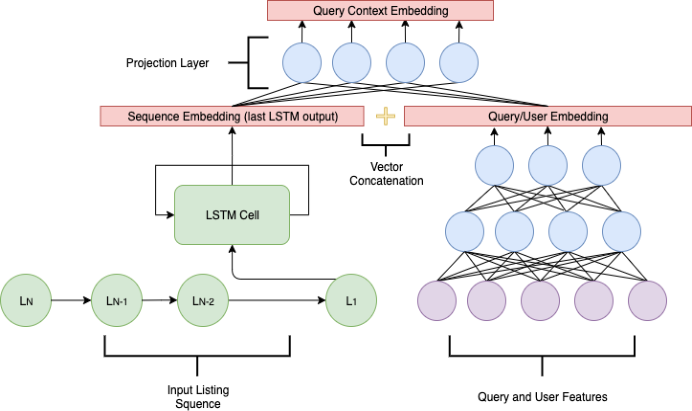 Query Context Embedding
Projection Layer
Sequence Embedding (last LSTM output)
Query/User Embedding
Vector
Concatenation
LSTM Cell
LN
LN-1
LN-2
L1
Input Listing
Squence
Query and User Features